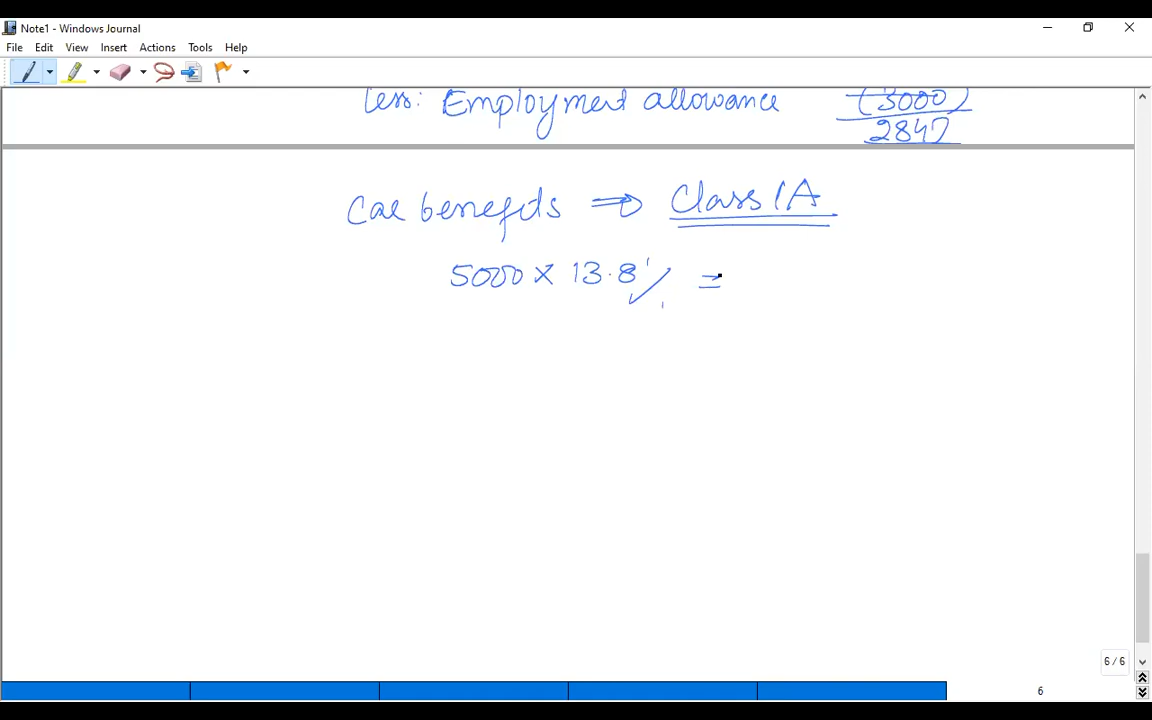 Note1 - Windows Journal
File Edit View Insert Actions Tools Help
less: Employment allowance (3000)
2847
Car benefits ⇒ Class 1A
5000 × 13.8% =
6 / 6
6